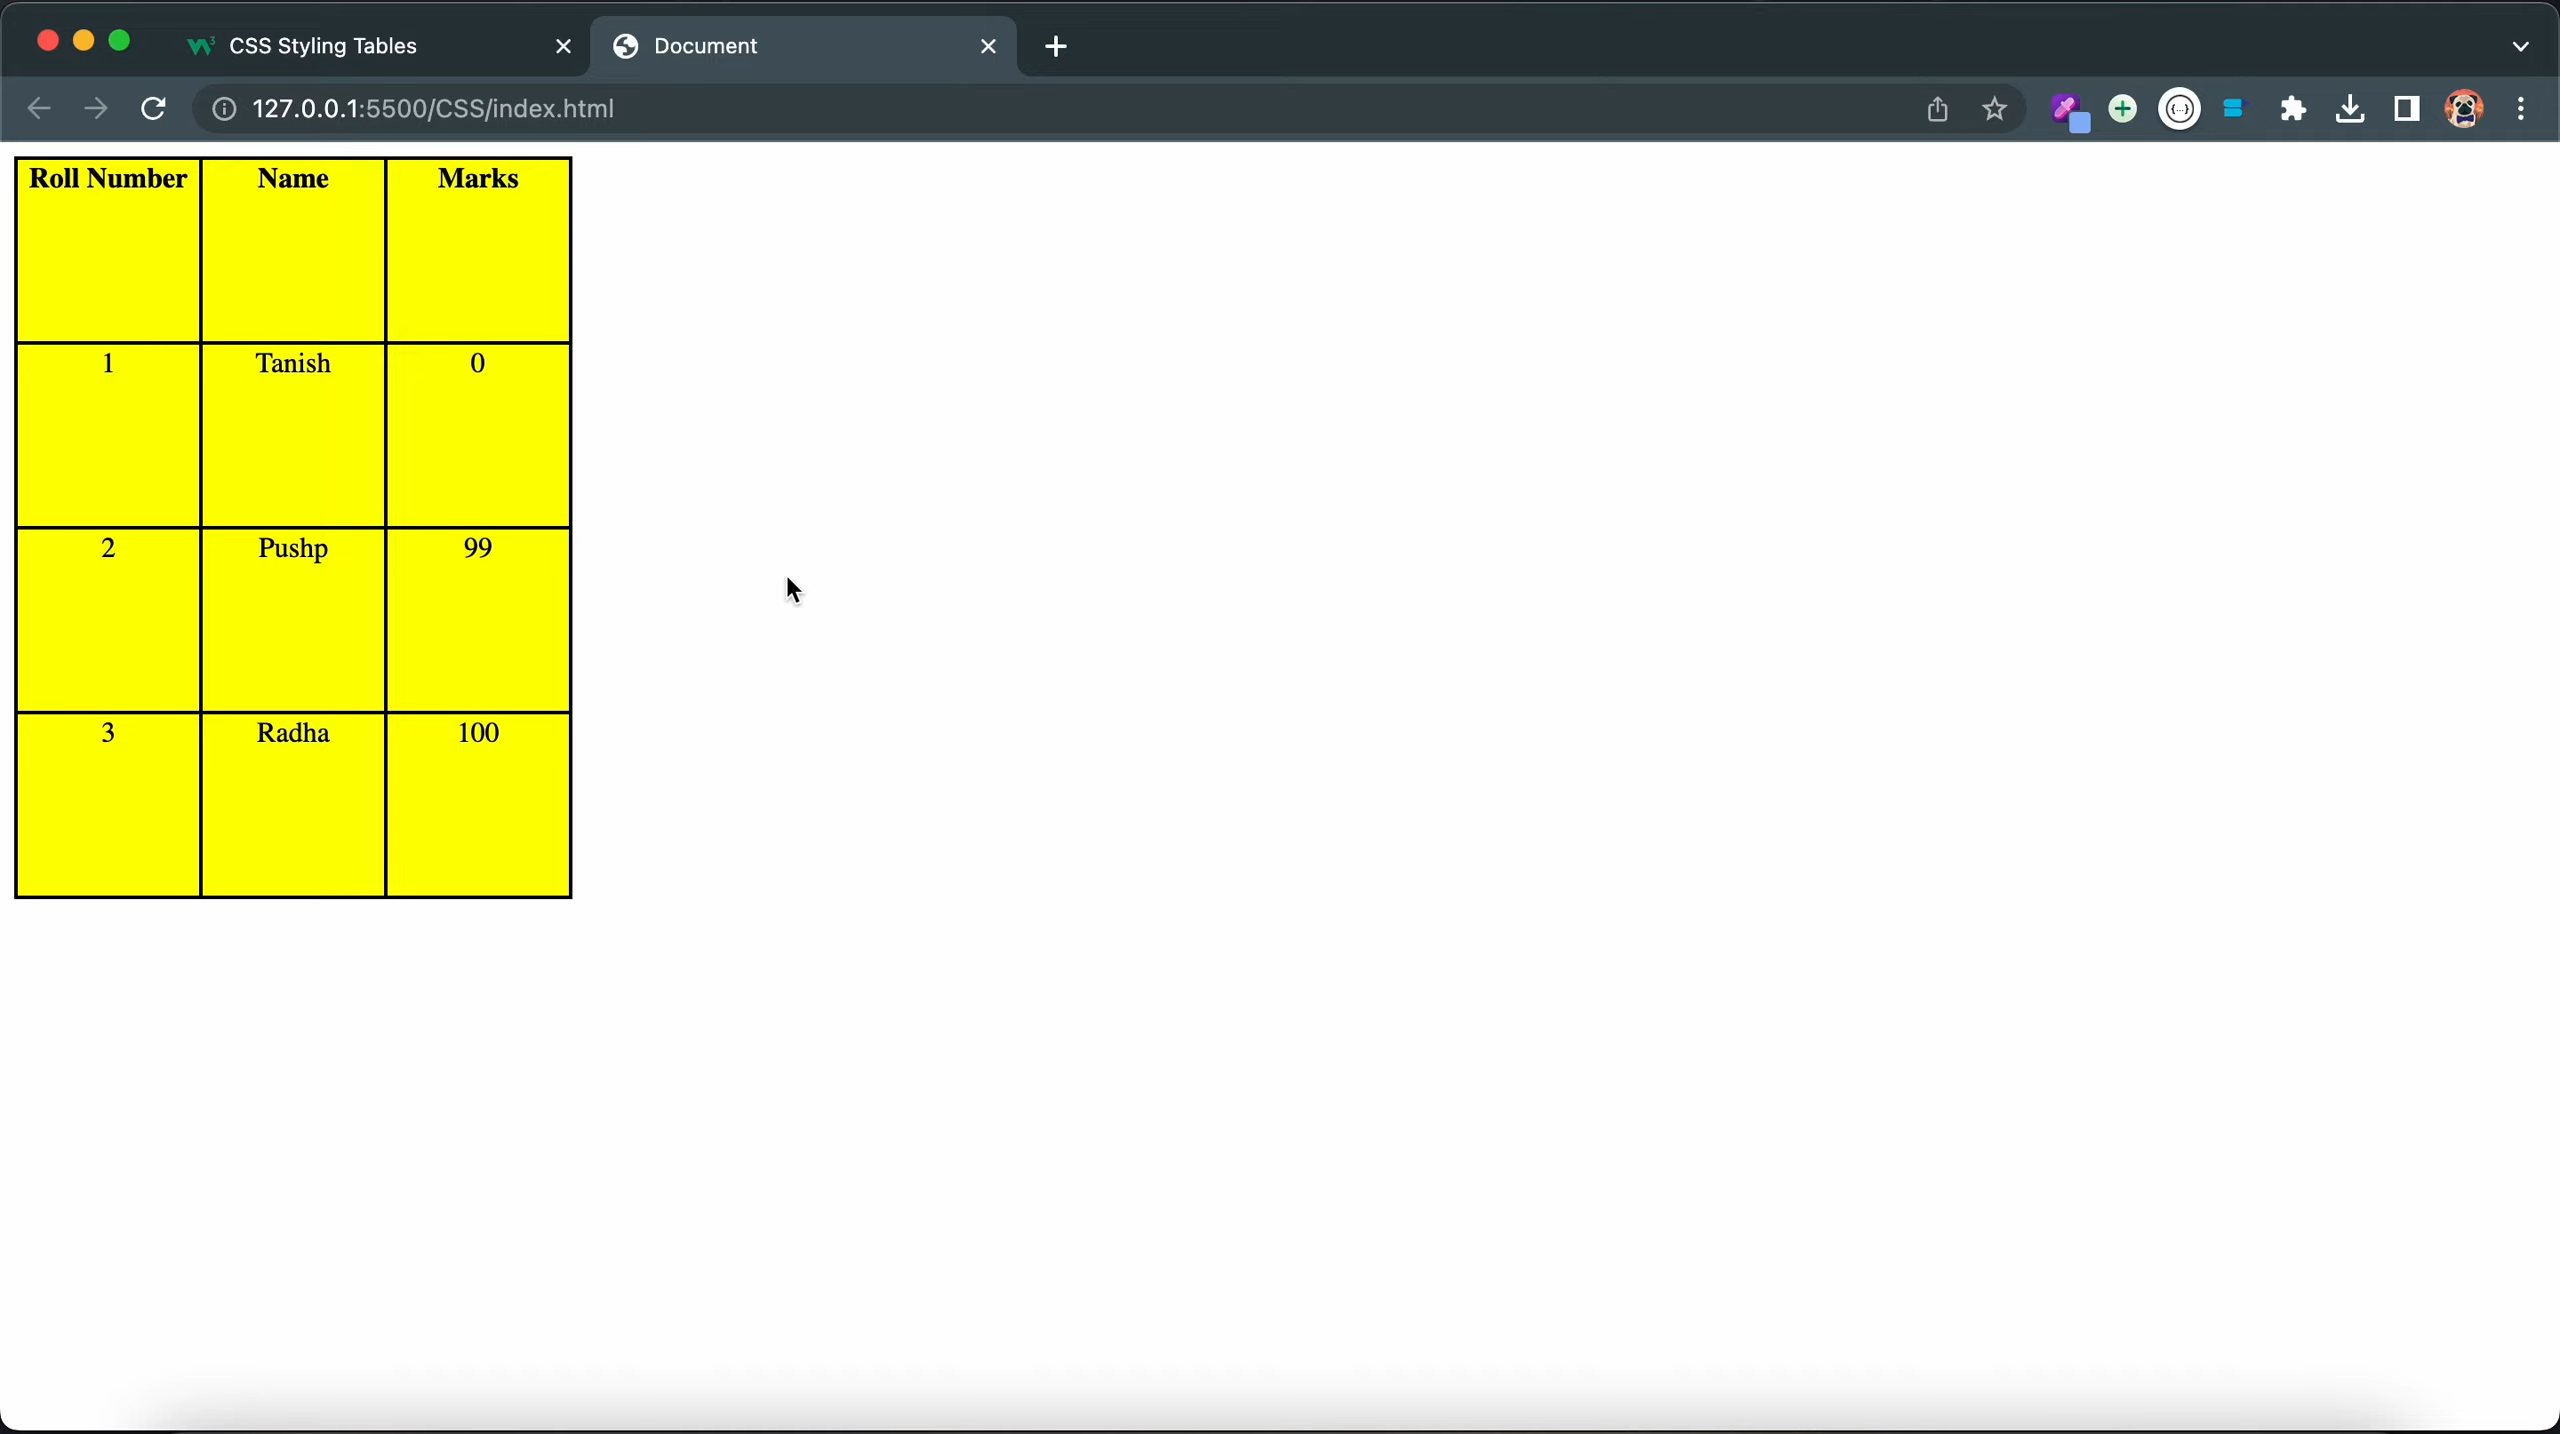 CSS Styling Tables
Document
127.0.0.1:5500/CSS/index.html
Roll Number Name Marks
1 Tanish 0
2 Pushp 99
3 Radha 100